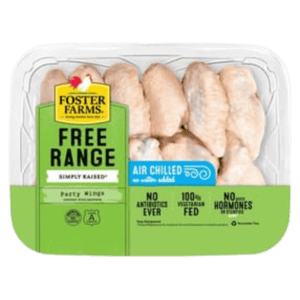 FOSTER
FARMS
FREE
RANGE
SIMPLY RAISED
Party Wings
AIR CHILLED
no water added
NO
ANTIBIOTICS
EVER
100%
VEGETARIAN
FED
NO
HORMONES